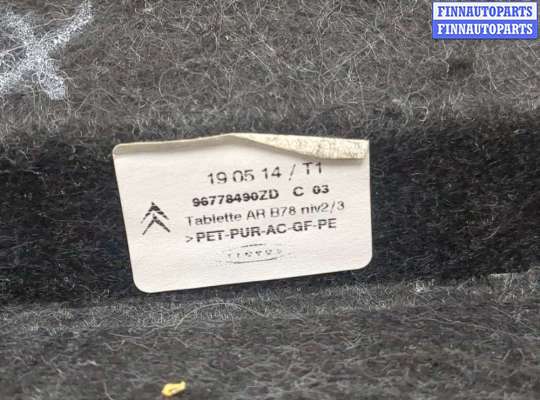 FINNAUTOPARTS
FINNAUTOPARTS
19 05 14 / T1
96778490ZD C 03
Tablette AR B78 niv2/3
>PET-PUR-AC-GF-PE